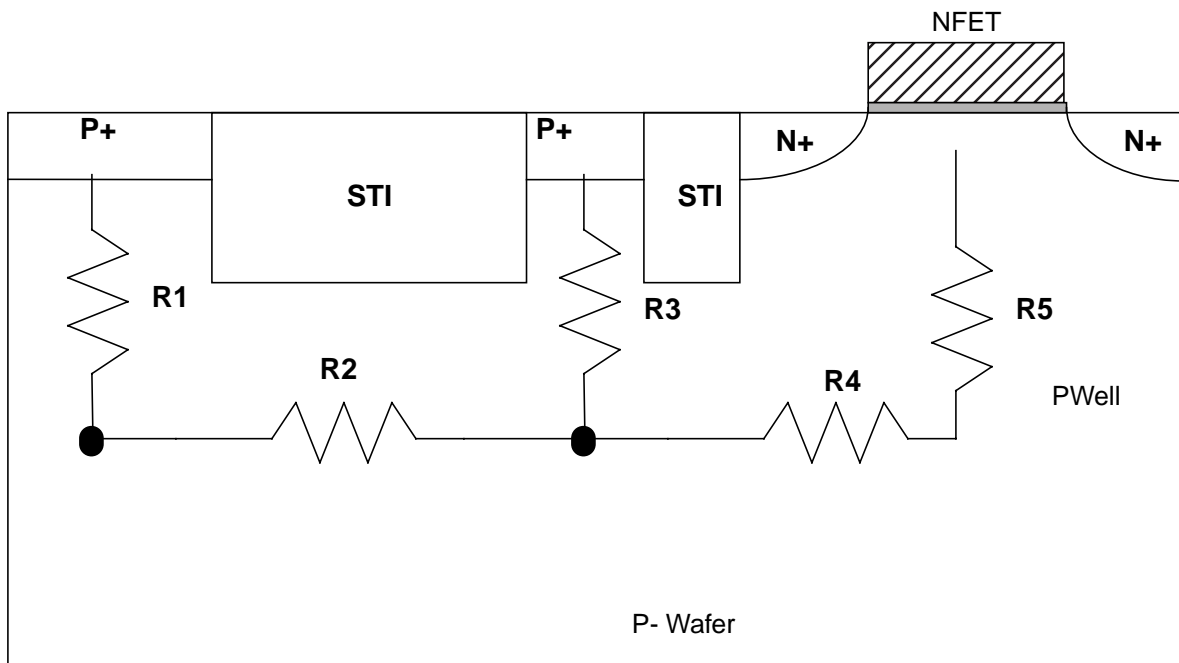 NFET
P+
P+
N+
N+
STI
STI
R1
R3
R5
R2
R4
PWell
P- Wafer